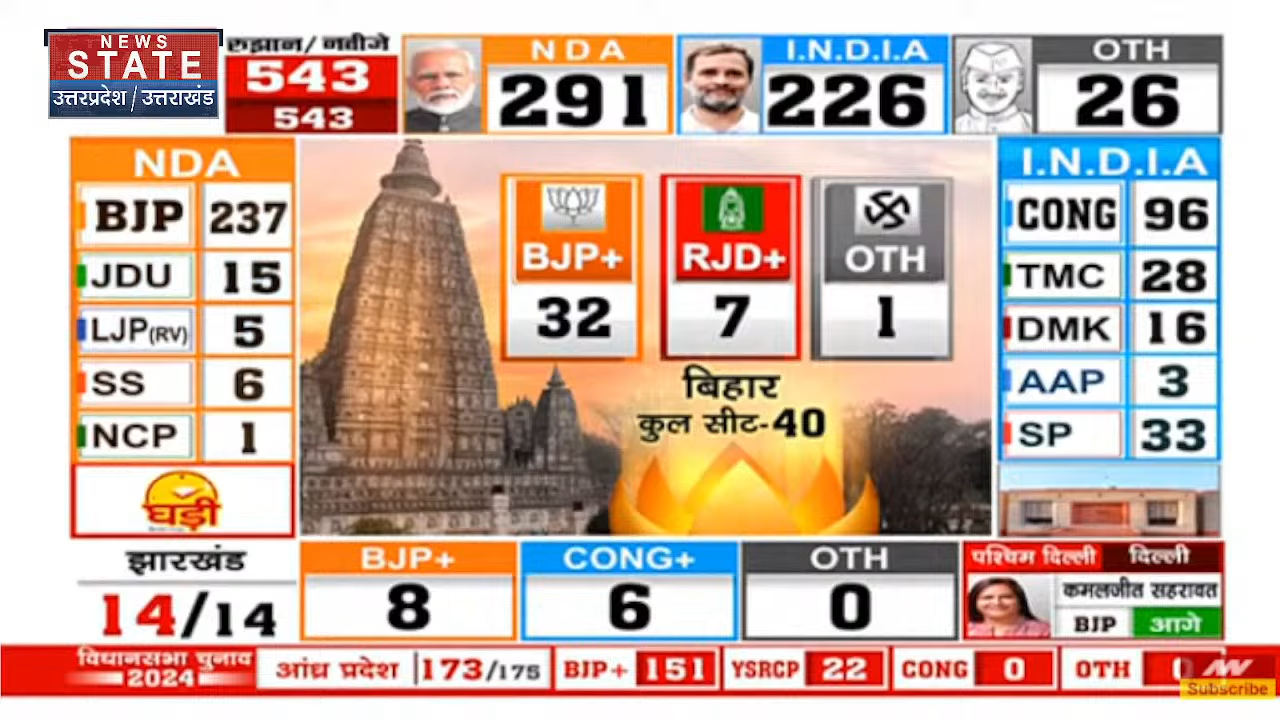 NEWS
STATE
उत्तरप्रदेश/उत्तराखंड
रुझान/नतीजे
543
543
NDA
291
I.N.D.I.A
226
OTH
26
NDA
BJP 237
JDU 15
LJP(RV) 5
SS 6
NCP 1
घड़ी
BJP+
32
RJD+
7
OTH
1
बिहार
कुल सीट-40
I.N.D.I.A
CONG 96
TMC 28
DMK 16
AAP 3
SP 33
झारखंड
14/14
BJP+
8
CONG+
6
OTH
0
पश्चिम दिल्ली दिल्ली
कमलजीत सहरावत
BJP आगे
विधानसभा चुनाव
2024
आंध्र प्रदेश 173/175 BJP+ 151 YSRCP 22 CONG 0 OTH 0
Subscribe